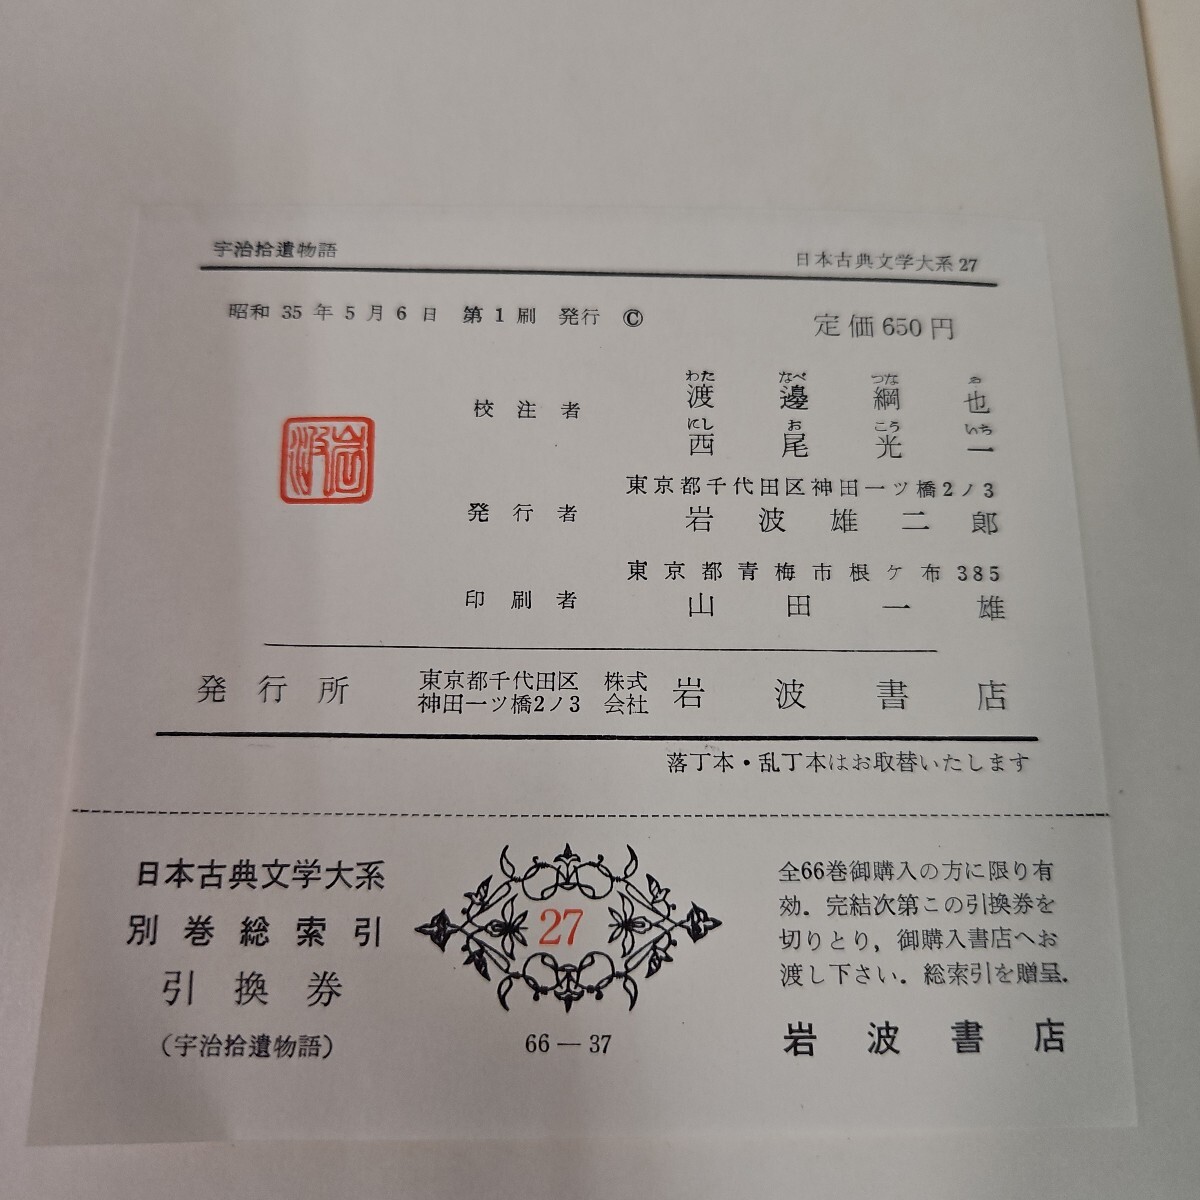 宇治拾遺物語
日本古典文学大系27
昭和35年5月6日 第1刷 発行 ©
定価650円
校注者
わた なべ つな や
渡邊綱也
にし お こう いち
西尾光一
岩波
東京都千代田区神田一ツ橋2ノ3
発行者 岩波雄二郎
東京都青梅市根ケ布385
印刷者 山田一雄
発行所
東京都千代田区
神田一ツ橋2ノ3
株式
会社
岩波書店
落丁本・乱丁本はお取替いたします
日本古典文学大系
別巻総索引
引換券
(宇治拾遺物語)
27
66－37
全66巻御購入の方に限り有
効．完結次第この引換券を
切りとり，御購入書店へお
渡し下さい．総索引を贈呈．
岩波書店